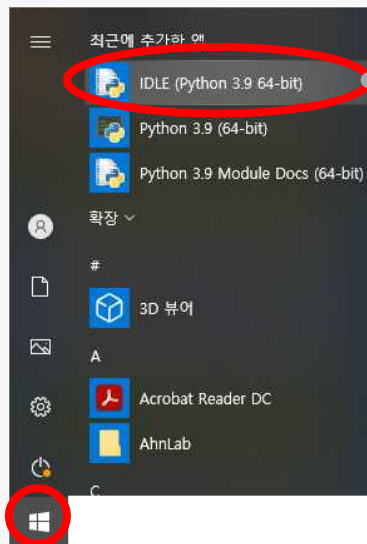 최근에 추가한 앱
IDLE (Python 3.9 64-bit)
Python 3.9 (64-bit)
Python 3.9 Module Docs (64-bit)
확장
#
3D 뷰어
A
Acrobat Reader DC
AhnLab
C